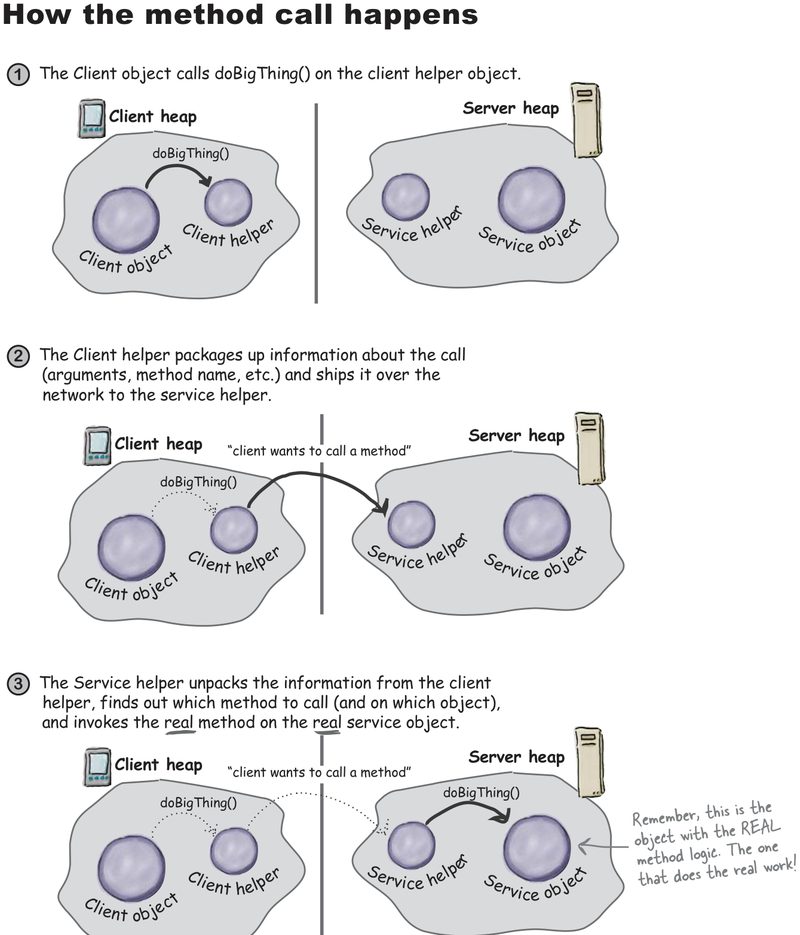 How the method call happens
1 The Client object calls doBigThing() on the client helper object.
Client heap
Server heap
doBigThing()
Client object
Client helper
Service helper
Service object
2 The Client helper packages up information about the call
(arguments, method name, etc.) and ships it over the
network to the service helper.
Client heap
Server heap
“client wants to call a method”
doBigThing()
Client object
Client helper
Service helper
Service object
3 The Service helper unpacks the information from the client
helper, finds out which method to call (and on which object),
and invokes the real method on the real service object.
Client heap
Server heap
“client wants to call a method”
doBigThing()
doBigThing()
Client object
Client helper
Service helper
Service object
Remember, this is the
object with the REAL
method logic. The one
that does the real work!